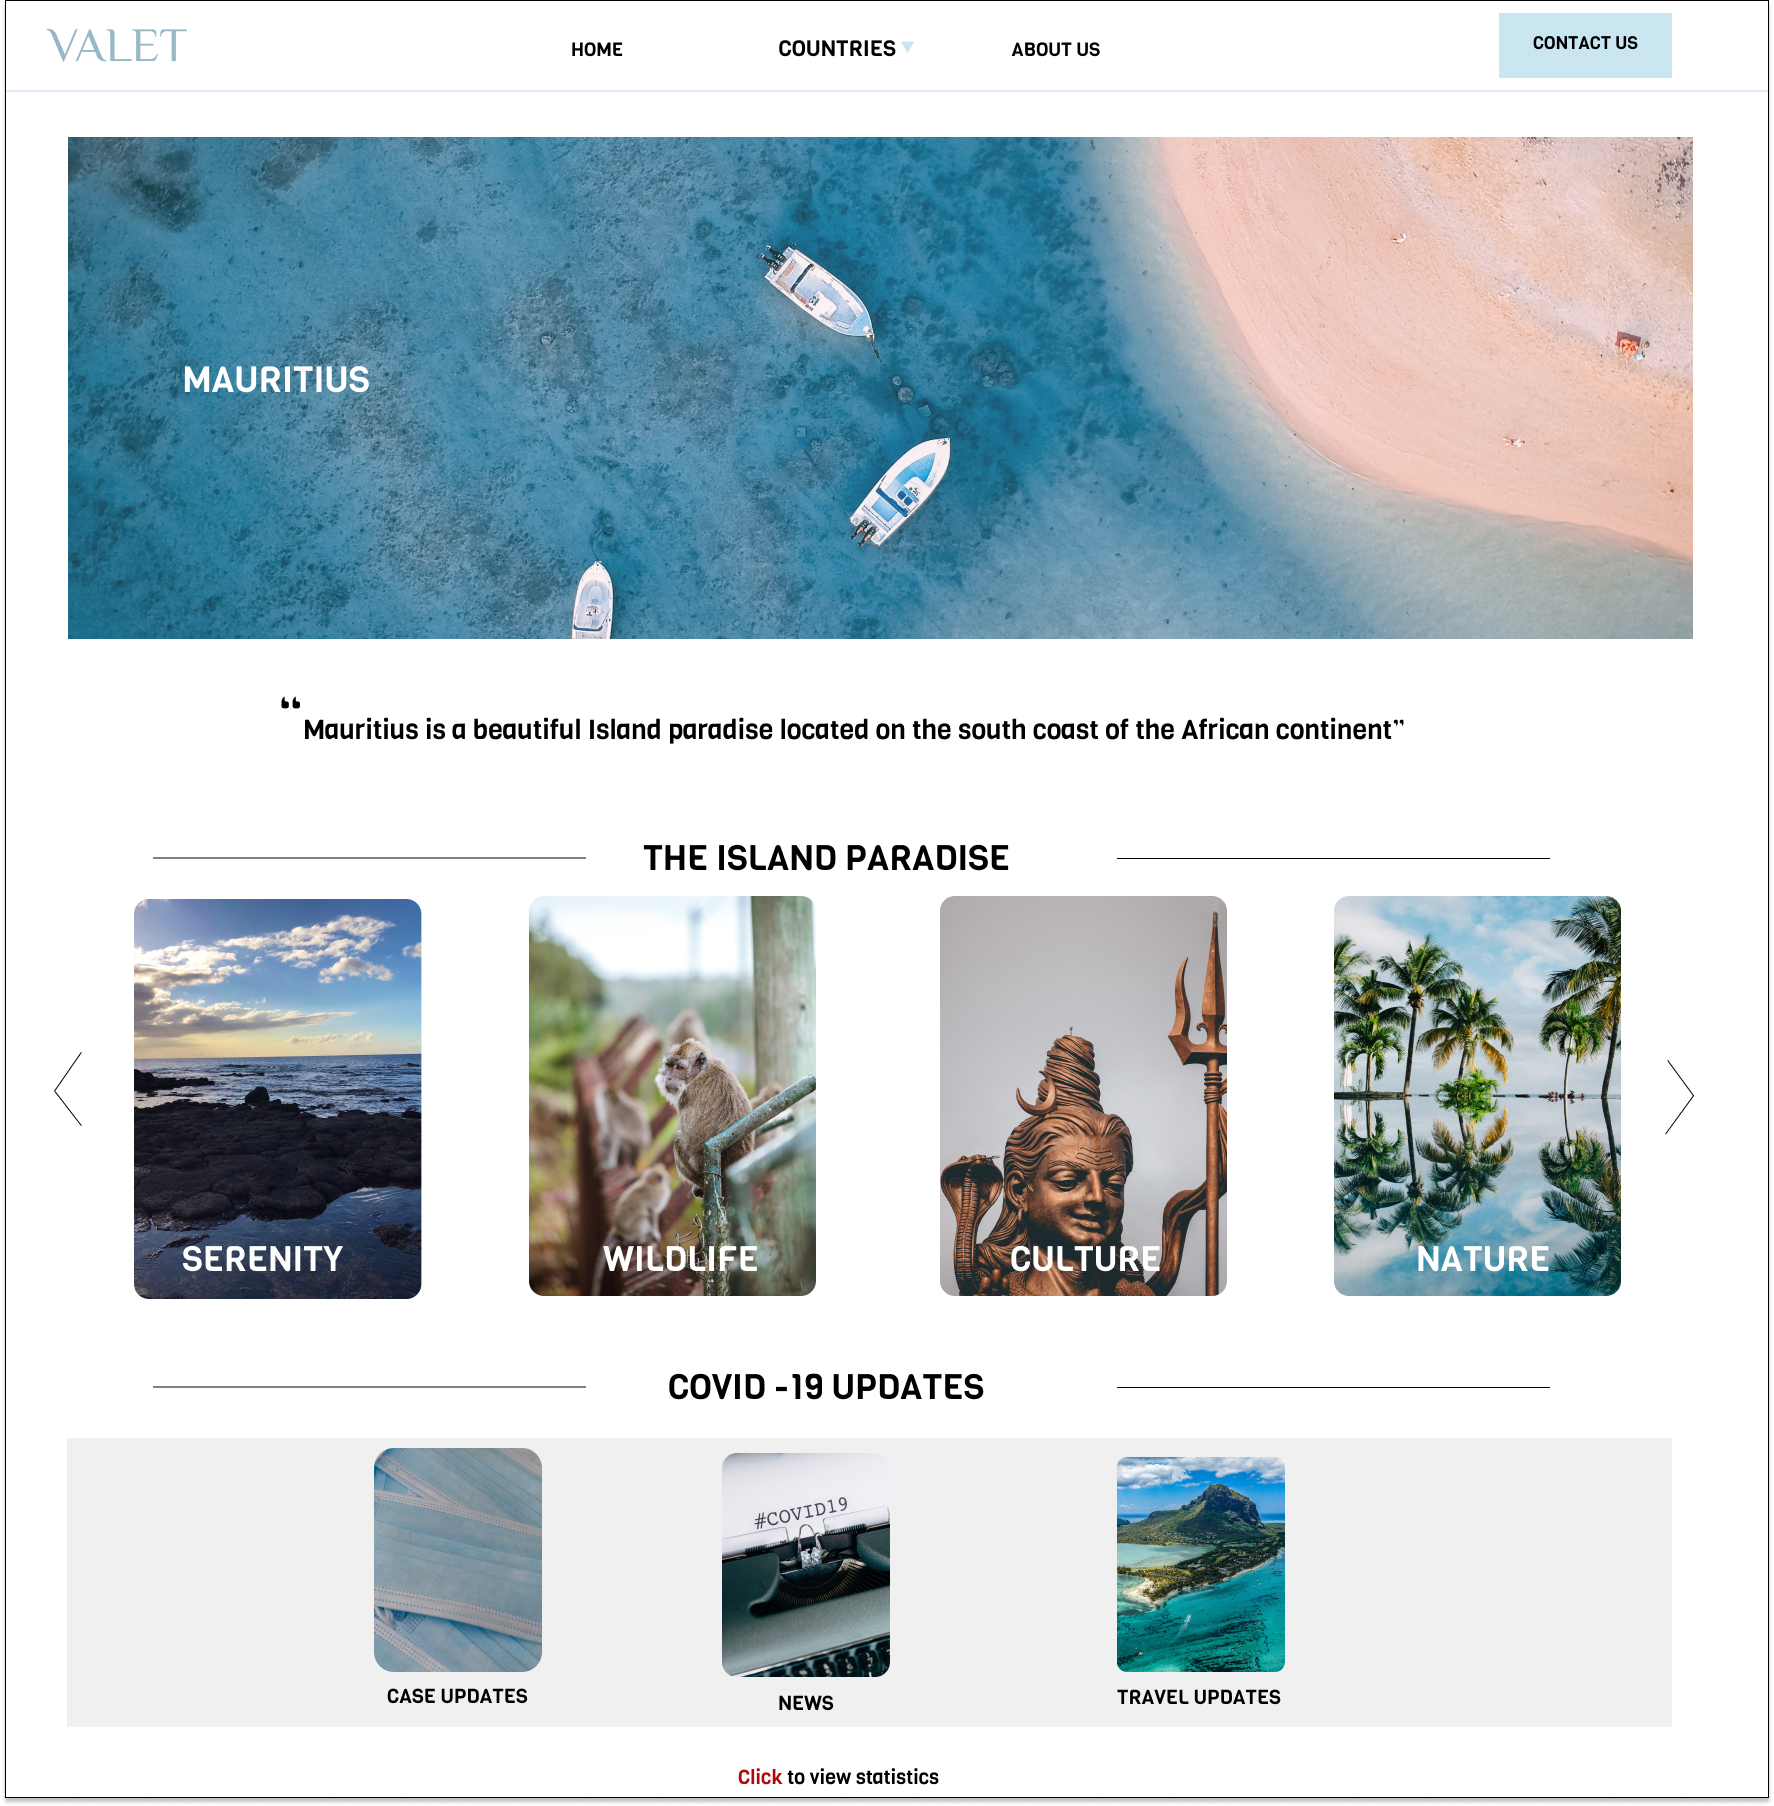 VALET
HOME
COUNTRIES
ABOUT US
CONTACT US
MAURITIUS
“Mauritius is a beautiful Island paradise located on the south coast of the African continent”
THE ISLAND PARADISE
SERENITY
WILDLIFE
CULTURE
NATURE
COVID -19 UPDATES
#COVID19
CASE UPDATES
NEWS
TRAVEL UPDATES
Click to view statistics